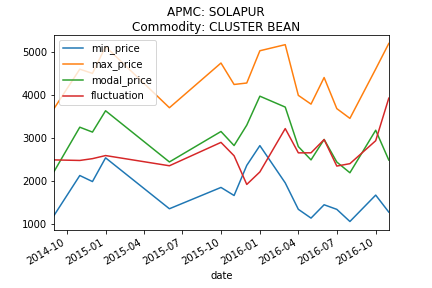 APMC: SOLAPUR
Commodity: CLUSTER BEAN
min_price
max_price
modal_price
fluctuation
5000
4000
3000
2000
1000
2014-10
2015-01
2015-04
2015-07
2015-10
2016-01
2016-04
2016-07
2016-10
date